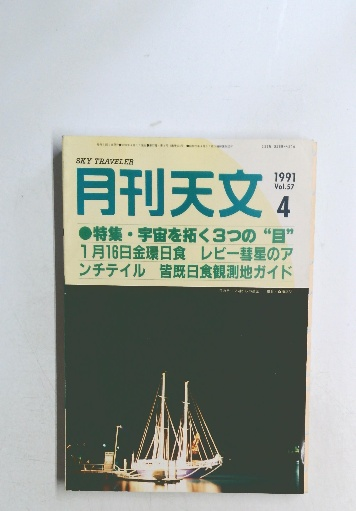 SKY TRAVELER
月刊天文
1991
Vol.57
4
●特集・宇宙を拓く3つの“目”
1月16日金環日食 レビー彗星のア
ンチテイル 皆既日食観測地ガイド